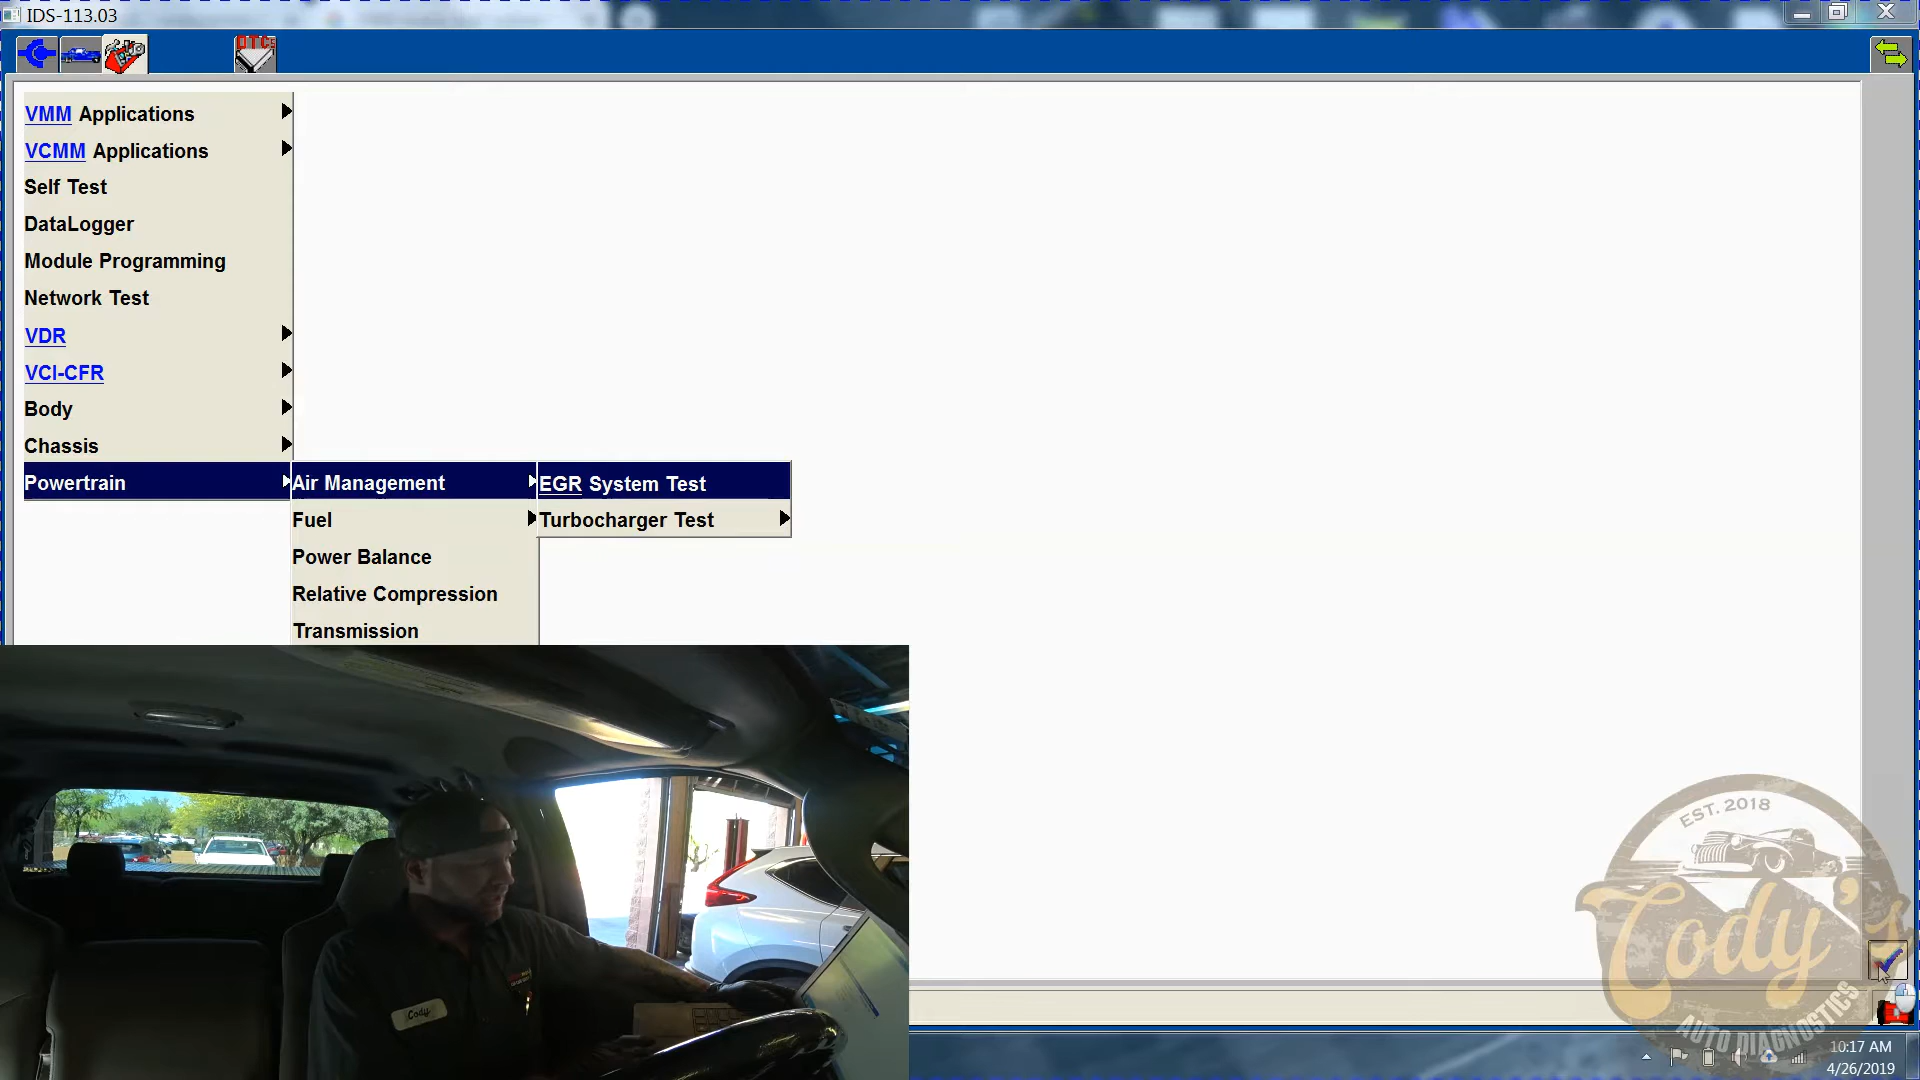 IDS-113.03
DTCs
VMM Applications
VCMM Applications
Self Test
DataLogger
Module Programming
Network Test
VDR
VCI-CFR
Body
Chassis
Powertrain
Air Management
EGR System Test
Fuel
Turbocharger Test
Power Balance
Relative Compression
Transmission
EST. 2018
Cody's
AUTO DIAGNOSTICS
Cody
10:17 AM
4/26/2019